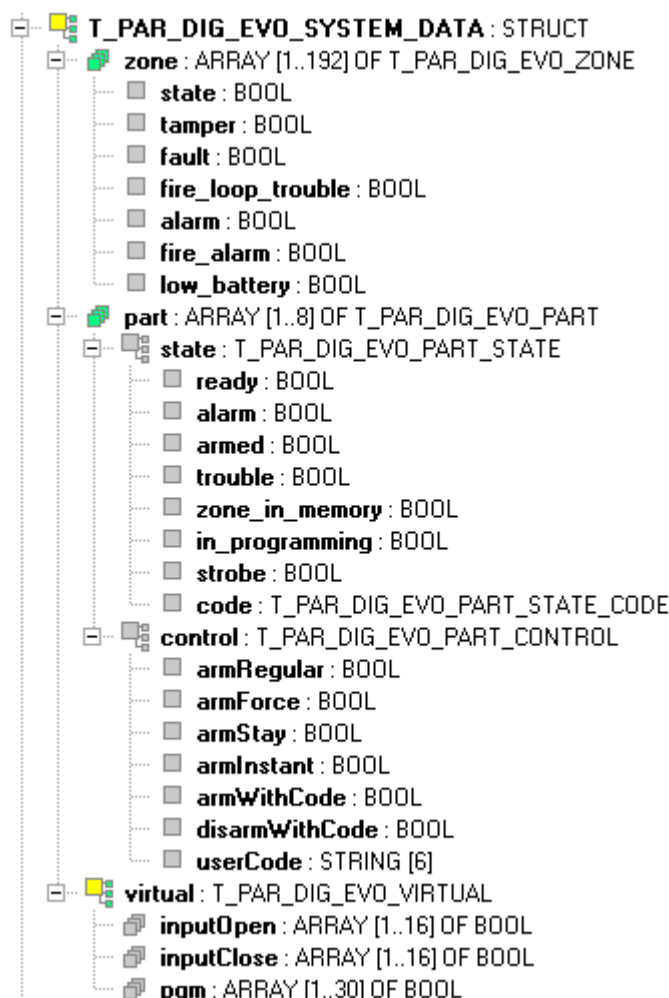 T_PAR_DIG_EVO_SYSTEM_DATA : STRUCT
zone : ARRAY [1..192] OF T_PAR_DIG_EVO_ZONE
state : BOOL
tamper : BOOL
fault : BOOL
fire_loop_trouble : BOOL
alarm : BOOL
fire_alarm : BOOL
low_battery : BOOL
part : ARRAY [1..8] OF T_PAR_DIG_EVO_PART
state : T_PAR_DIG_EVO_PART_STATE
ready : BOOL
alarm : BOOL
armed : BOOL
trouble : BOOL
zone_in_memory : BOOL
in_programming : BOOL
strobe : BOOL
code : T_PAR_DIG_EVO_PART_STATE_CODE
control : T_PAR_DIG_EVO_PART_CONTROL
armRegular : BOOL
armForce : BOOL
armStay : BOOL
armInstant : BOOL
armWithCode : BOOL
disarmWithCode : BOOL
userCode : STRING [6]
virtual : T_PAR_DIG_EVO_VIRTUAL
inputOpen : ARRAY [1..16] OF BOOL
inputClose : ARRAY [1..16] OF BOOL
pgm : ARRAY [1..30] OF BOOL